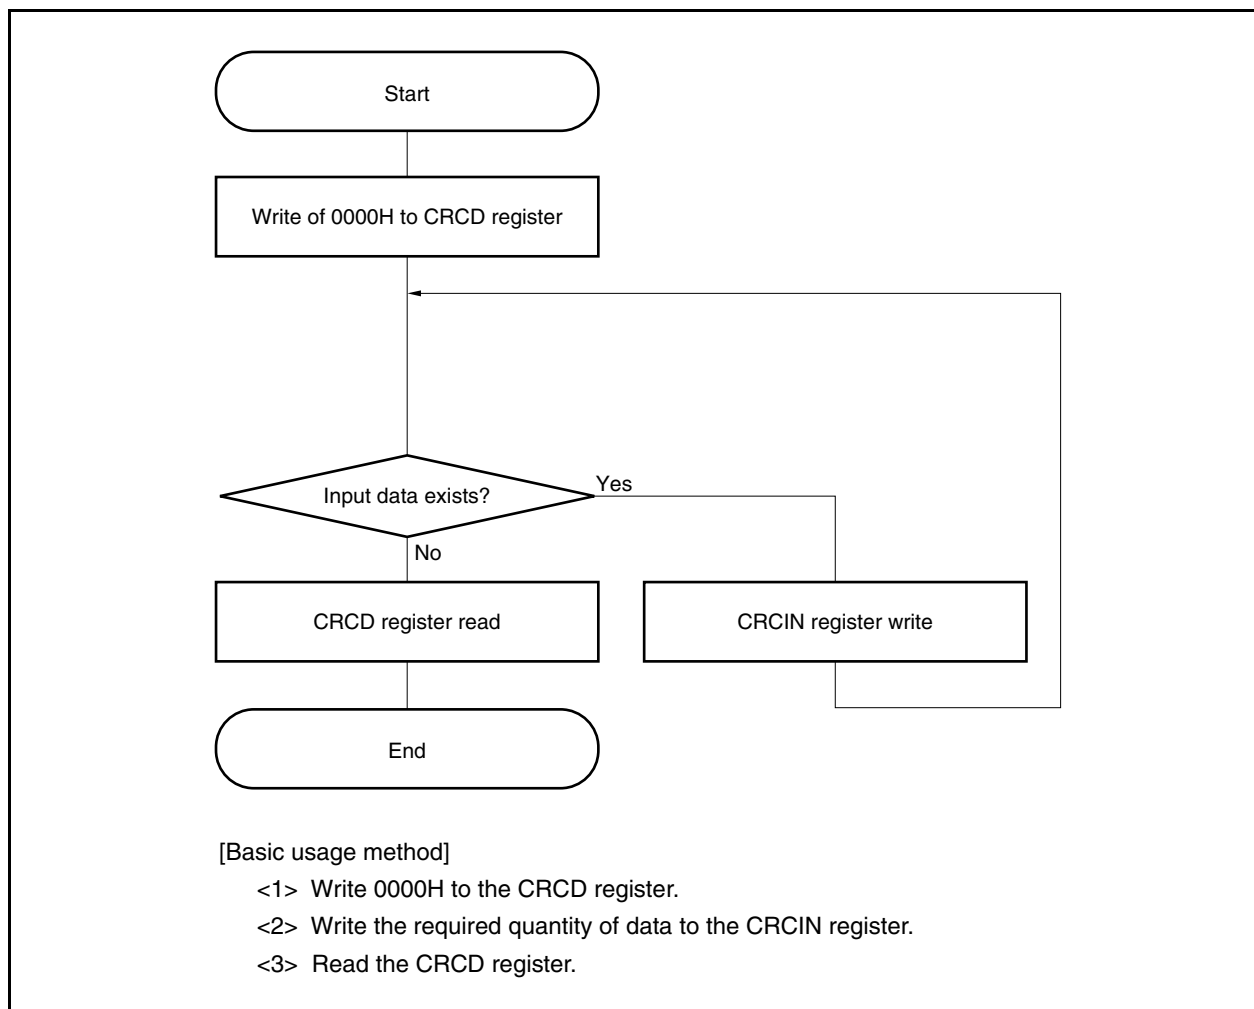 Start
Write of 0000H to CRCD register
Input data exists?
Yes
No
CRCD register read
CRCIN register write
End
[Basic usage method]
<1> Write 0000H to the CRCD register.
<2> Write the required quantity of data to the CRCIN register.
<3> Read the CRCD register.